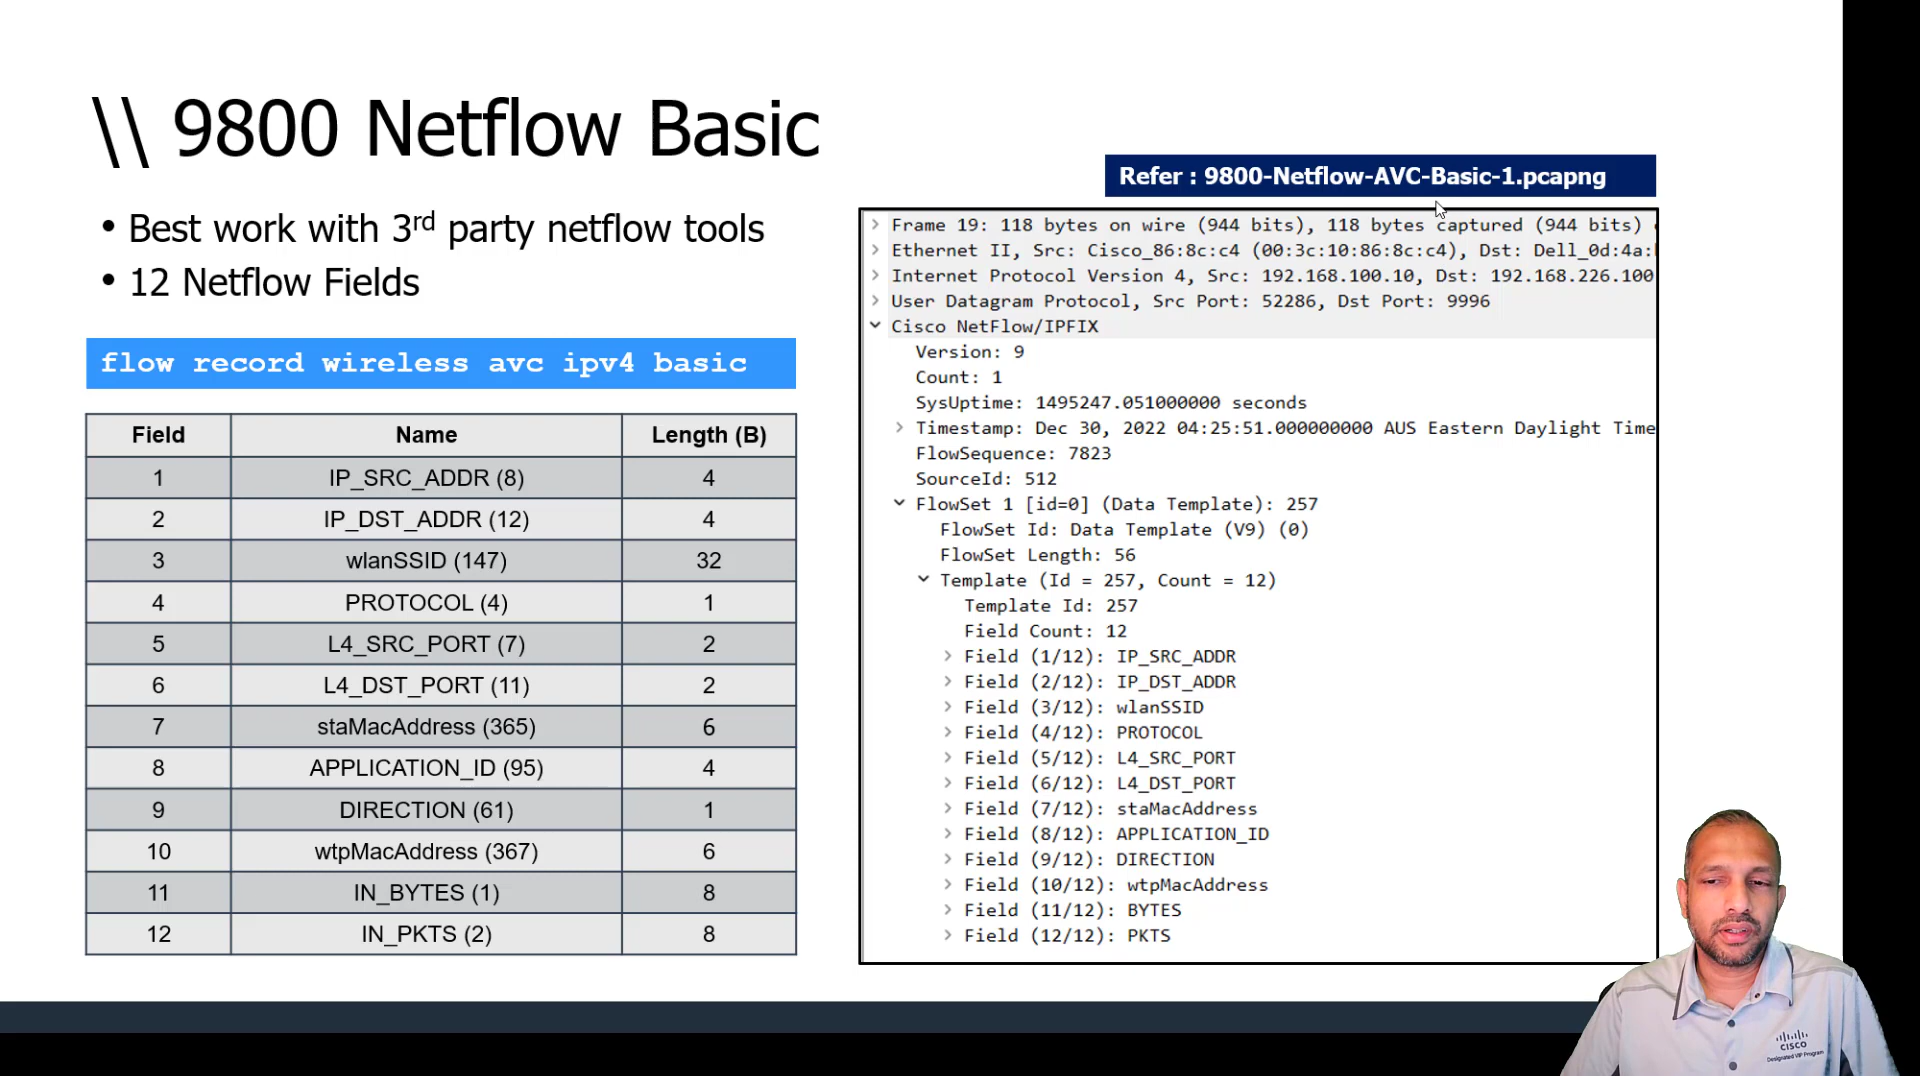 \\ 9800 Netflow Basic
Refer : 9800-Netflow-AVC-Basic-1.pcapng
• Best work with 3rd party netflow tools
• 12 Netflow Fields
flow record wireless avc ipv4 basic
Field Name Length (B)
1 IP_SRC_ADDR (8) 4
2 IP_DST_ADDR (12) 4
3 wlanSSID (147) 32
4 PROTOCOL (4) 1
5 L4_SRC_PORT (7) 2
6 L4_DST_PORT (11) 2
7 staMacAddress (365) 6
8 APPLICATION_ID (95) 4
9 DIRECTION (61) 1
10 wtpMacAddress (367) 6
11 IN_BYTES (1) 8
12 IN_PKTS (2) 8
Frame 19: 118 bytes on wire (944 bits), 118 bytes captured (944 bits)
Ethernet II, Src: Cisco_86:8c:c4 (00:3c:10:86:8c:c4), Dst: Dell_0d:4a:
Internet Protocol Version 4, Src: 192.168.100.10, Dst: 192.168.226.100
User Datagram Protocol, Src Port: 52286, Dst Port: 9996
Cisco NetFlow/IPFIX
Version: 9
Count: 1
SysUptime: 1495247.051000000 seconds
Timestamp: Dec 30, 2022 04:25:51.000000000 AUS Eastern Daylight Time
FlowSequence: 7823
SourceId: 512
FlowSet 1 [id=0] (Data Template): 257
FlowSet Id: Data Template (V9) (0)
FlowSet Length: 56
Template (Id = 257, Count = 12)
Template Id: 257
Field Count: 12
Field (1/12): IP_SRC_ADDR
Field (2/12): IP_DST_ADDR
Field (3/12): wlanSSID
Field (4/12): PROTOCOL
Field (5/12): L4_SRC_PORT
Field (6/12): L4_DST_PORT
Field (7/12): staMacAddress
Field (8/12): APPLICATION_ID
Field (9/12): DIRECTION
Field (10/12): wtpMacAddress
Field (11/12): BYTES
Field (12/12): PKTS
CISCO
Designated VIP Program